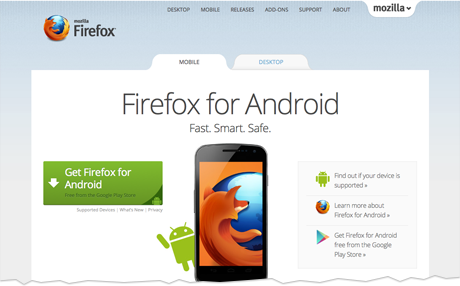 DESKTOP MOBILE RELEASES ADD-ONS SUPPORT ABOUT mozilla
mozilla
Firefox
MOBILE DESKTOP
Firefox for Android
Fast. Smart. Safe.
Get Firefox for
Android
Free from the Google Play Store
Supported Devices | What's New | Privacy
Find out if your device is
supported »
Learn more about
Firefox for Android »
Get Firefox for Android
free from the Google
Play Store »